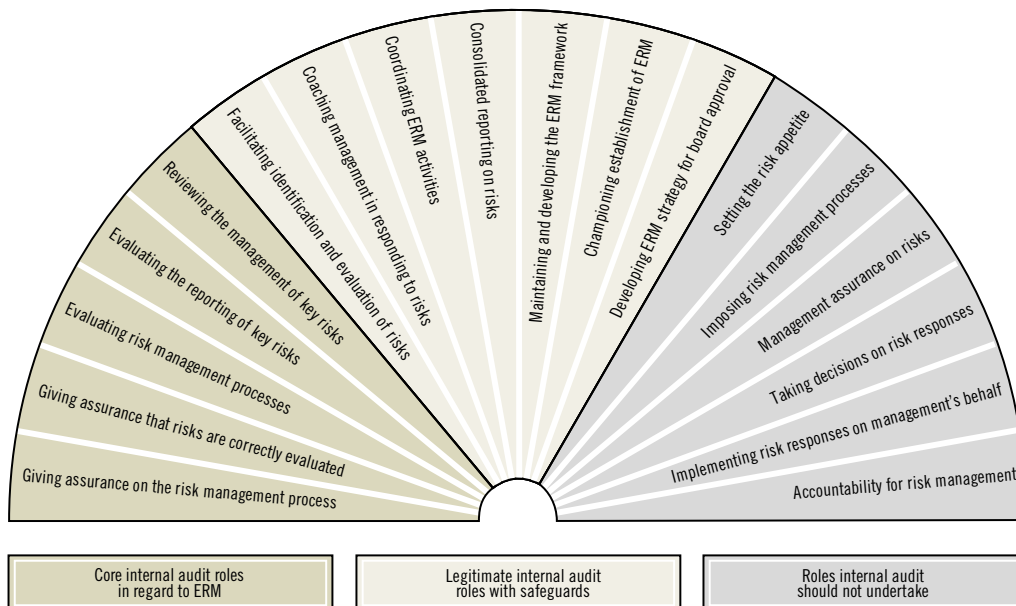 Giving assurance on the risk management process
Giving assurance that risks are correctly evaluated
Evaluating risk management processes
Evaluating the reporting of key risks
Reviewing the management of key risks
Facilitating identification and evaluation of risks
Coaching management in responding to risks
Coordinating ERM activities
Consolidated reporting on risks
Maintaining and developing the ERM framework
Championing establishment of ERM
Developing ERM strategy for board approval
Setting the risk appetite
Imposing risk management processes
Management assurance on risks
Taking decisions on risk responses
Implementing risk responses on management's behalf
Accountability for risk management
Core internal audit roles
in regard to ERM
Legitimate internal audit
roles with safeguards
Roles internal audit
should not undertake